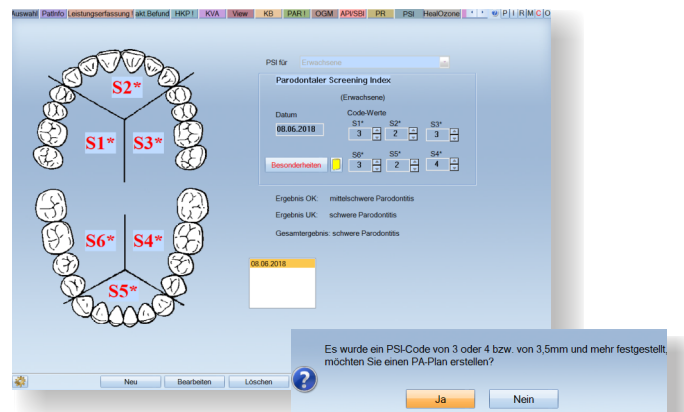 Auswahl PatInfo Leistungserfassung ! akt Befund HKP ! KVA View KB PAR ! OGM API/SBI PR PSI HealOzone P I R M C O
PSI für Erwachsene
Parodontaler Screening Index
(Erwachsene)
Datum Code-Werte
S1* S2* S3*
08.06.2018 3 2 3
S6* S5* S4*
Besonderheiten 3 2 4
Ergebnis OK: mittelschwere Parodontitis
Ergebnis UK: schwere Parodontitis
Gesamtergebnis: schwere Parodontitis
08.06.2018
S2*
S1* S3*
S6* S4*
S5*
Neu Bearbeiten Löschen
Es wurde ein PSI-Code von 3 oder 4 bzw. von 3,5mm und mehr festgestellt,
möchten Sie einen PA-Plan erstellen?
Ja Nein